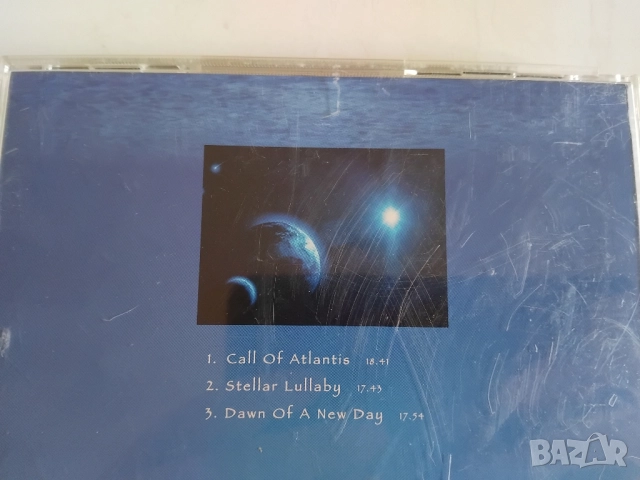 1. Call Of Atlantis 18.41
2. Stellar Lullaby 17.43
3. Dawn Of A New Day 17.54
BAZAR